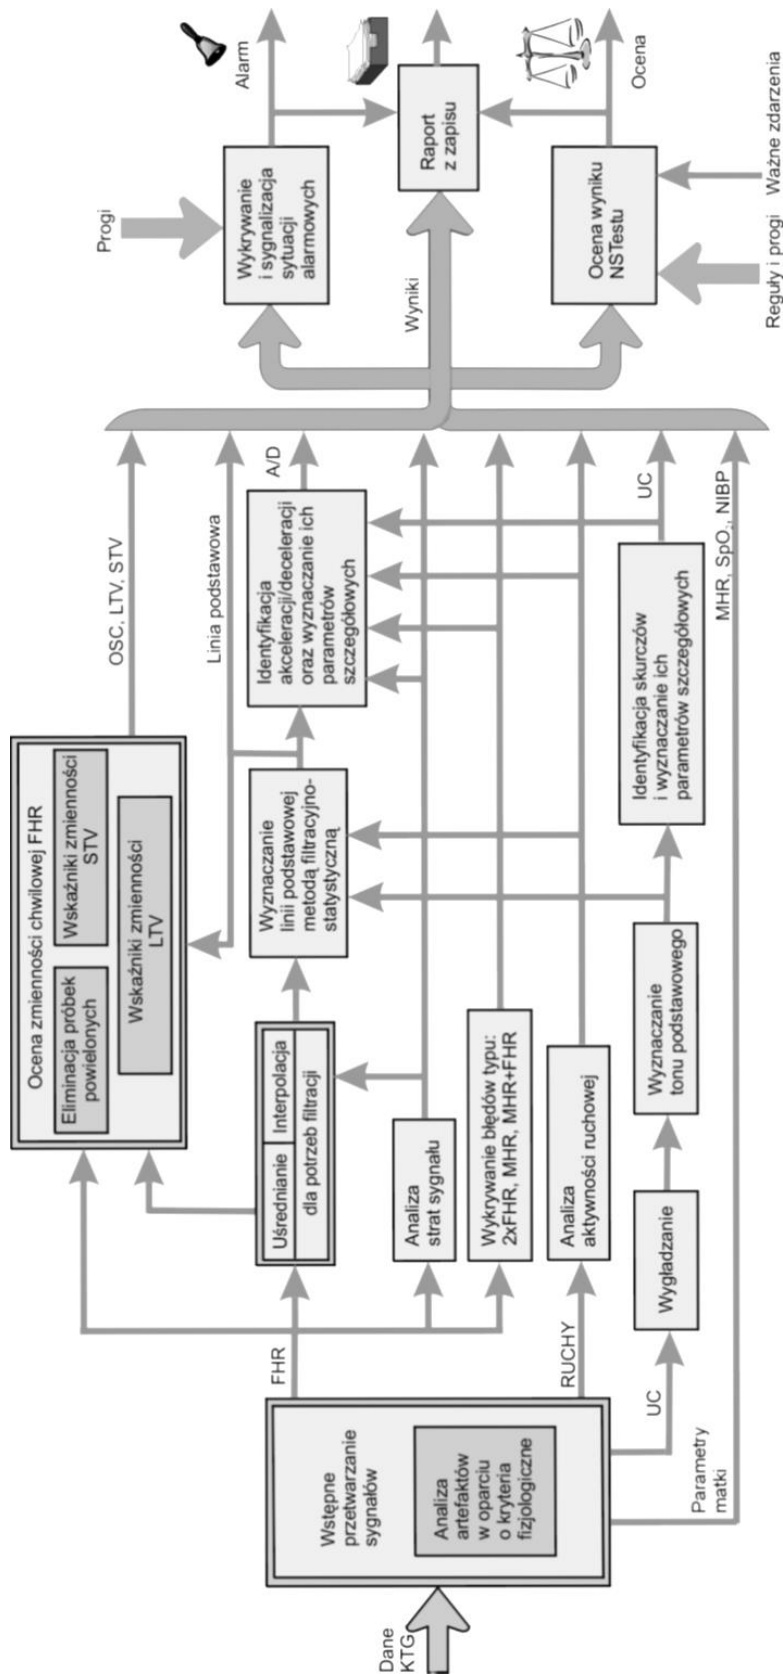 Dane
KTG
Wstępne
przetwarzanie
sygnałów
Analiza
artefaktów
w oparciu
o kryteria
fizjologiczne
FHR
RUCHY
UC
Parametry
matki
Ocena zmienności chwilowej FHR
Eliminacja próbek
powielonych
Wskaźniki zmienności
STV
Wskaźniki zmienności
LTV
Uśrednianie
Interpolacja
dla potrzeb filtracji
Analiza
strat sygnału
Wykrywanie błędów typu:
2xFHR, MHR, MHR+FHR
Analiza
aktywności ruchowej
Wygładzanie
Wyznaczanie
tonu podstawowego
Wyznaczanie
linii podstawowej
metodą filtracyjno-
statystyczną
Identyfikacja
akceleracji/deceleracji
oraz wyznaczanie ich
parametrów
szczegółowych
Identyfikacja skurczów
i wyznaczanie ich
parametrów szczegółowych
OSC, LTV, STV
Linia podstawowa
A/D
UC
MHR, SpO₂, NIBP
Wyniki
Progi
Wykrywanie
i sygnalizacja
sytuacji
alarmowych
Alarm
Raport
z zapisu
Ocena wyniku
NSTestu
Ocena
Reguły i progi
Ważne zdarzenia